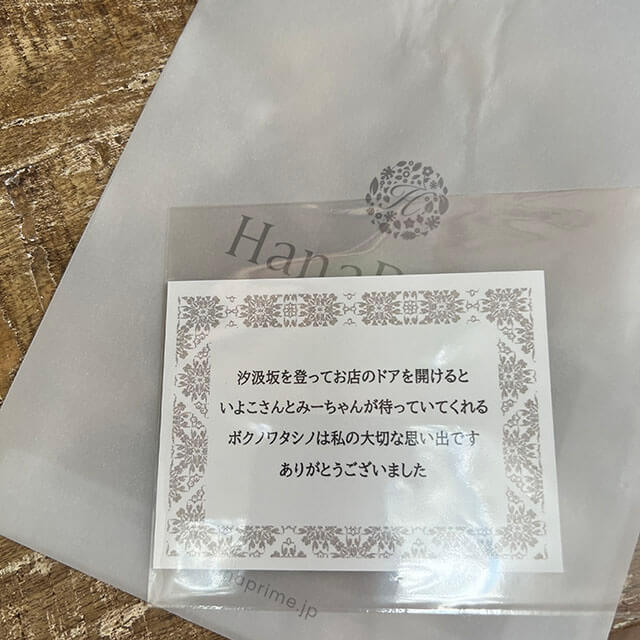 H
Hana
汐汲坂を登ってお店のドアを開けると
いよこさんとみーちゃんが待っていてくれる
ボクノワタシノは私の大切な思い出です
ありがとうございました
naprime.jp